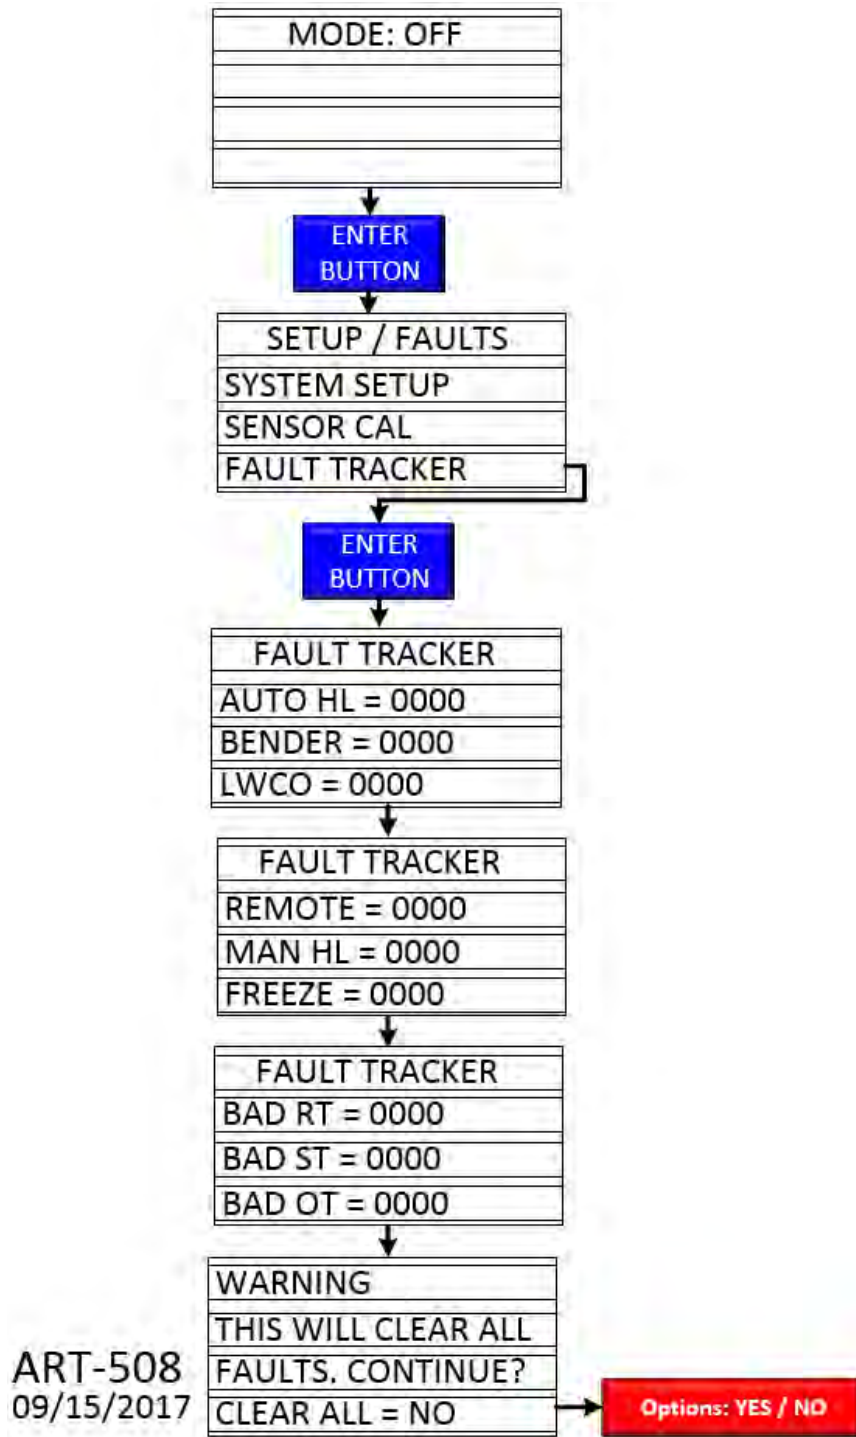 MODE: OFF
ENTER
BUTTON
SETUP / FAULTS
SYSTEM SETUP
SENSOR CAL
FAULT TRACKER
ENTER
BUTTON
FAULT TRACKER
AUTO HL = 0000
BENDER = 0000
LWCO = 0000
FAULT TRACKER
REMOTE = 0000
MAN HL = 0000
FREEZE = 0000
FAULT TRACKER
BAD RT = 0000
BAD ST = 0000
BAD OT = 0000
WARNING
THIS WILL CLEAR ALL
FAULTS. CONTINUE?
CLEAR ALL = NO
Options: YES / NO
ART-508
09/15/2017